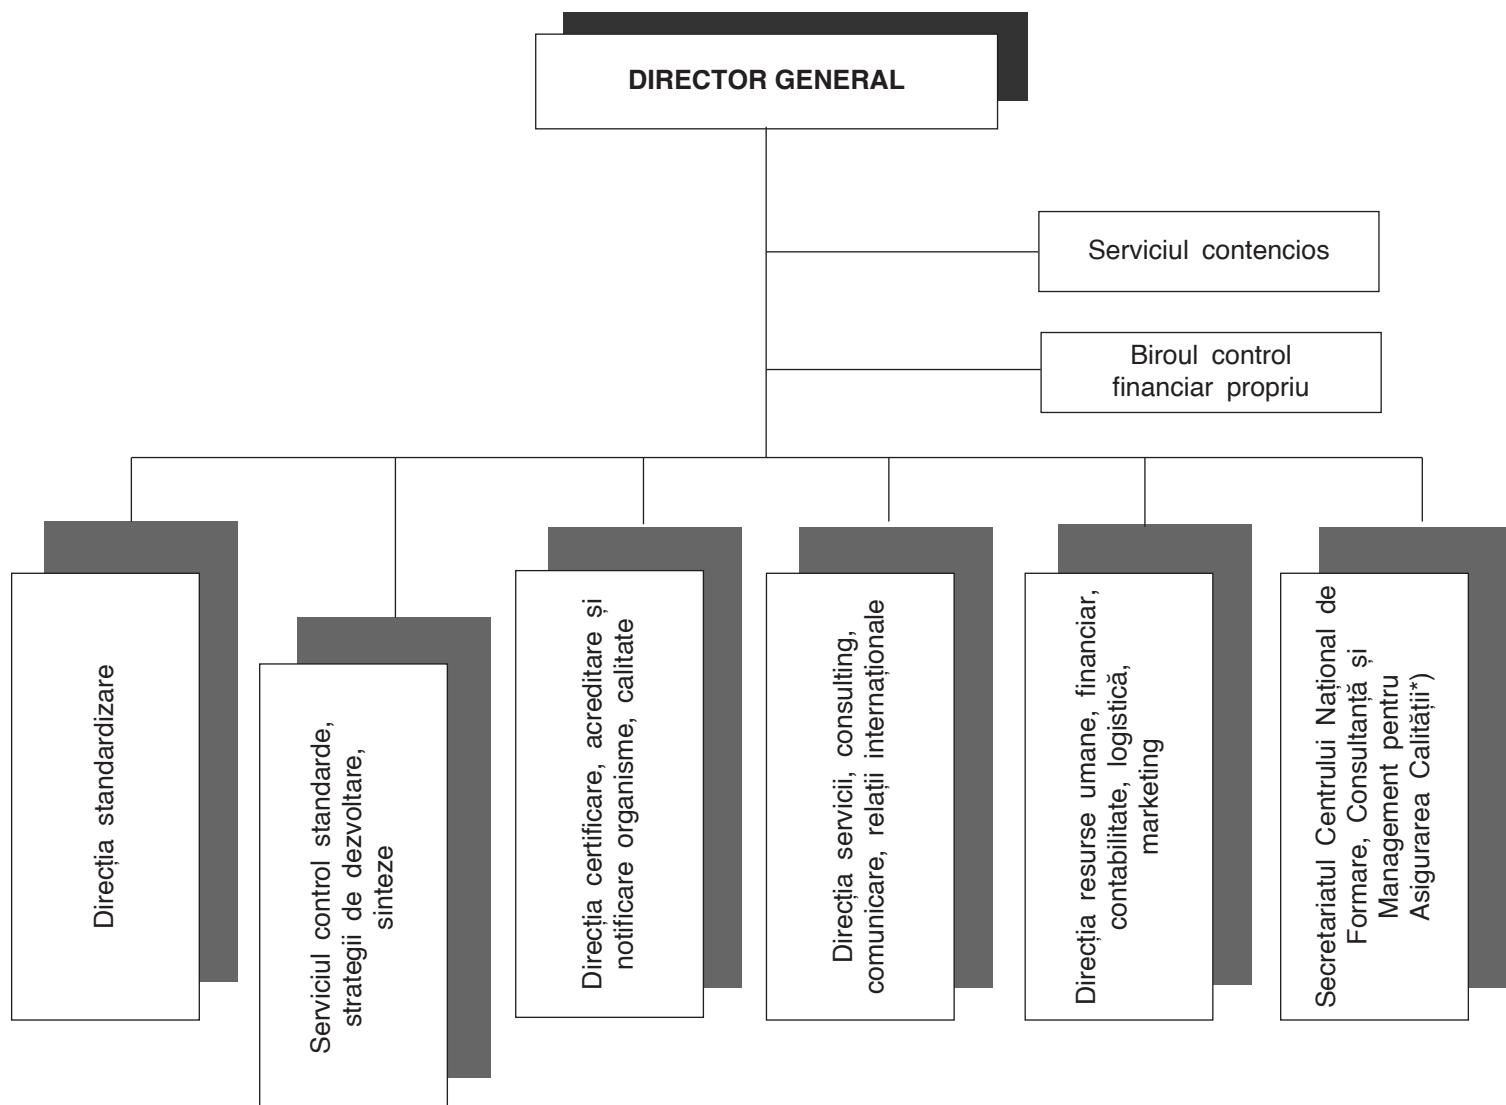 DIRECTOR GENERAL
Serviciul contencios
Biroul control
financiar propriu
Direcția standardizare
Serviciul control standarde,
strategii de dezvoltare,
sinteze
Direcția certificare, acreditare și
notificare organisme, calitate
Direcția servicii, consulting,
comunicare, relații internaționale
Direcția resurse umane, financiar,
contabilitate, logistică,
marketing
Secretariatul Centrului Național de
Formare, Consultanță și
Management pentru
Asigurarea Calității*)